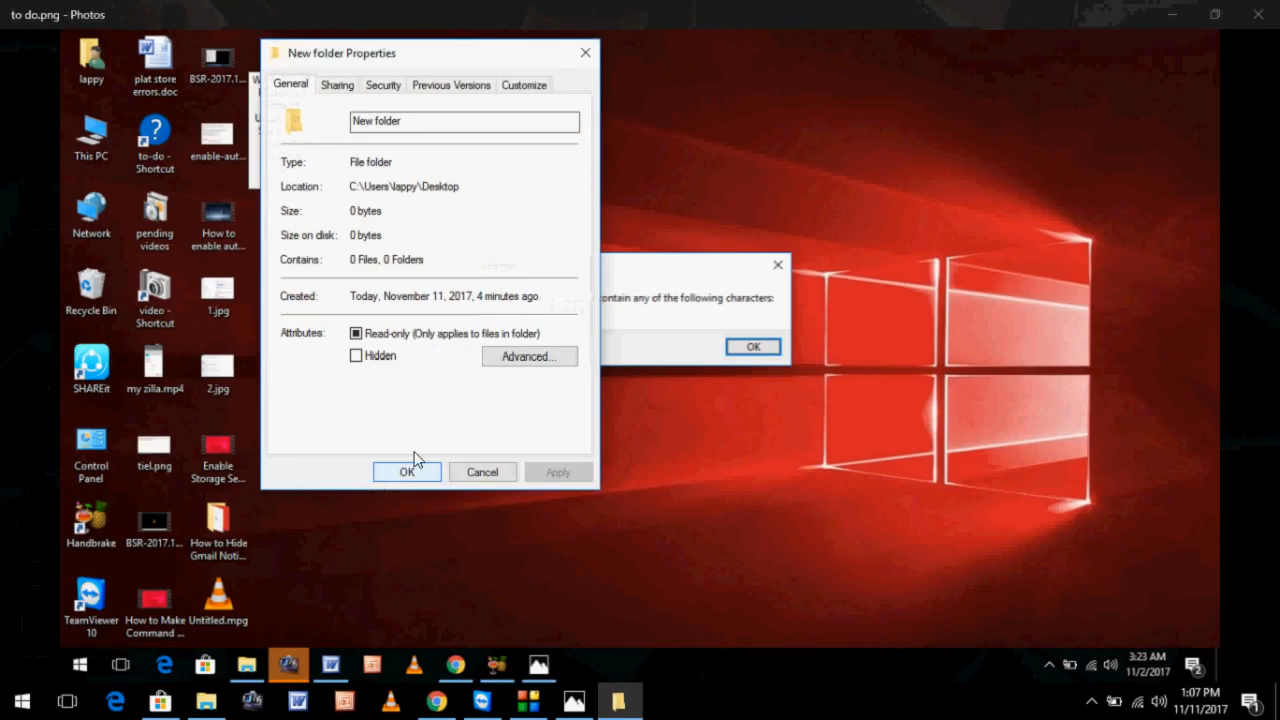 to do.png - Photos
lappy
plat store
errors.doc
BSR-2017.1...
This PC
to-do -
Shortcut
enable-aut...
Network
pending
videos
How to
enable aut...
Recycle Bin
video -
Shortcut
1.jpg
SHAREit
my zilla.mp4
2.jpg
Control
Panel
tiel.png
Enable
Storage Se...
Handbrake
BSR-2017.1...
How to Hide
Gmail Noti...
TeamViewer
10
How to Make
Command ...
Untitled.mpg
New folder Properties
General Sharing Security Previous Versions Customize
New folder
Type: File folder
Location: C:\Users\lappy\Desktop
Size: 0 bytes
Size on disk: 0 bytes
Contains: 0 Files, 0 Folders
Created: Today, November 11, 2017, 4 minutes ago
Attributes: Read-only (Only applies to files in folder)
Hidden Advanced...
OK Cancel Apply
contain any of the following characters:
OK
3:23 AM
11/2/2017
2
1:07 PM
11/11/2017
1